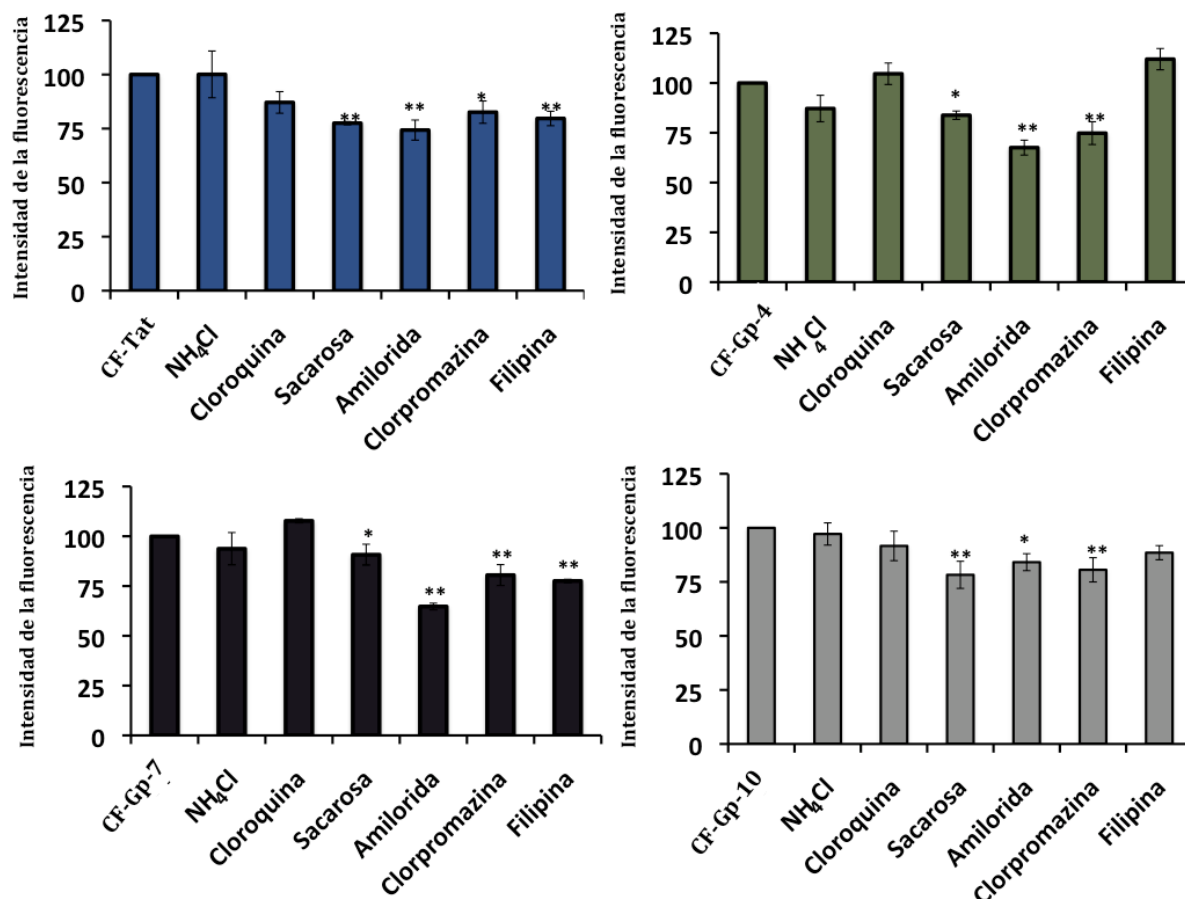 Intensidad de la fluorescencia
125
100
75
50
25
0
**
**
*
**
CF-Tat
NH₄Cl
Cloroquina
Sacarosa
Amilorida
Clorpromazina
Filipina
Intensidad de la fluorescencia
125
100
75
50
25
0
*
**
**
CF-Gp-4
NH₄Cl
Cloroquina
Sacarosa
Amilorida
Clorpromazina
Filipina
Intensidad de la fluorescencia
125
100
75
50
25
0
*
**
**
**
CF-Gp-7
NH₄Cl
Cloroquina
Sacarosa
Amilorida
Clorpromazina
Filipina
Intensidad de la fluorescencia
125
100
75
50
25
0
**
*
**
CF-Gp-10
NH₄Cl
Cloroquina
Sacarosa
Amilorida
Clorpromazina
Filipina